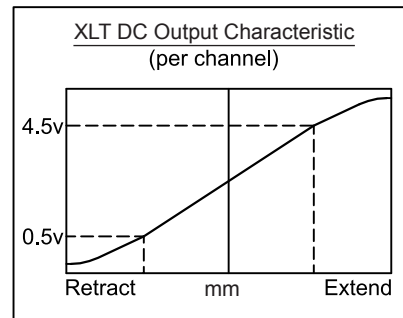 XLT DC Output Characteristic
(per channel)
4.5v
0.5v
Retract mm Extend